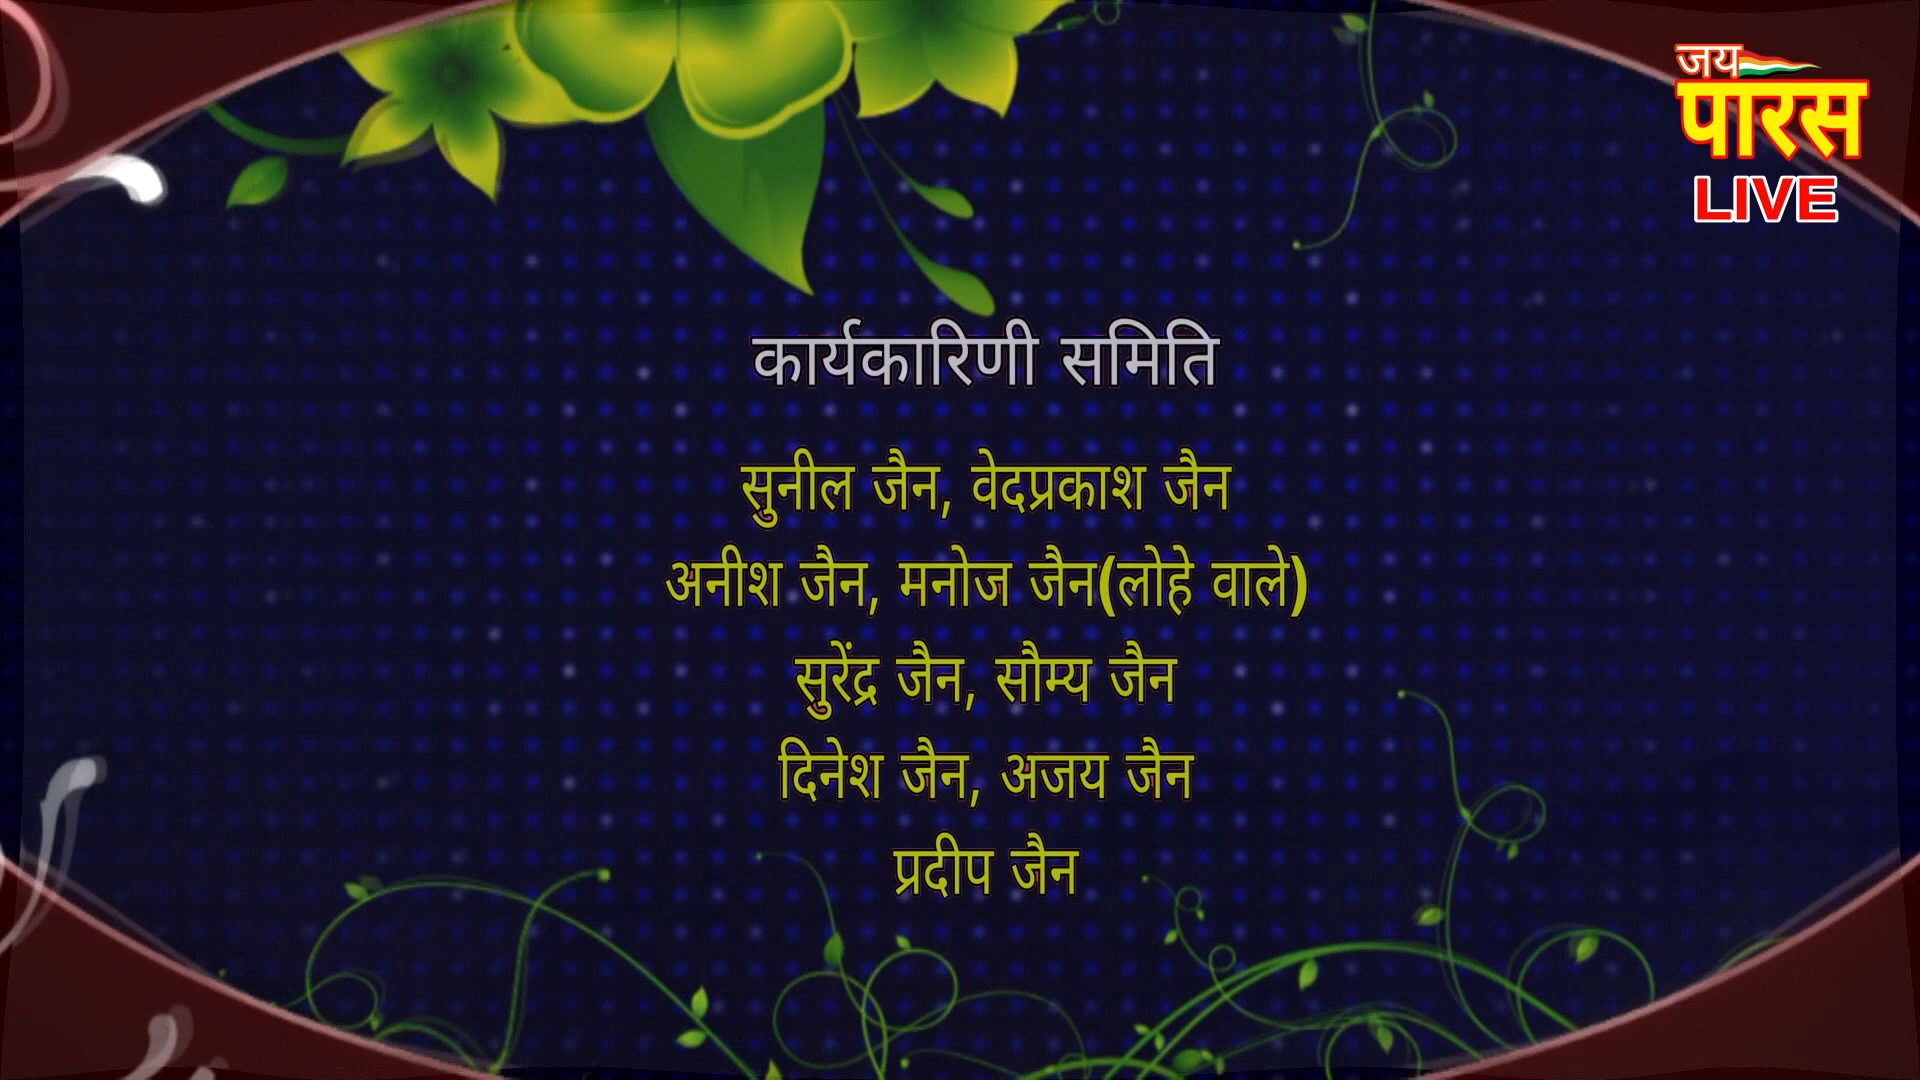 जय
पारस
LIVE
कार्यकारिणी समिति
सुनील जैन, वेदप्रकाश जैन
अनीश जैन, मनोज जैन(लोहे वाले)
सुरेंद्र जैन, सौम्य जैन
दिनेश जैन, अजय जैन
प्रदीप जैन